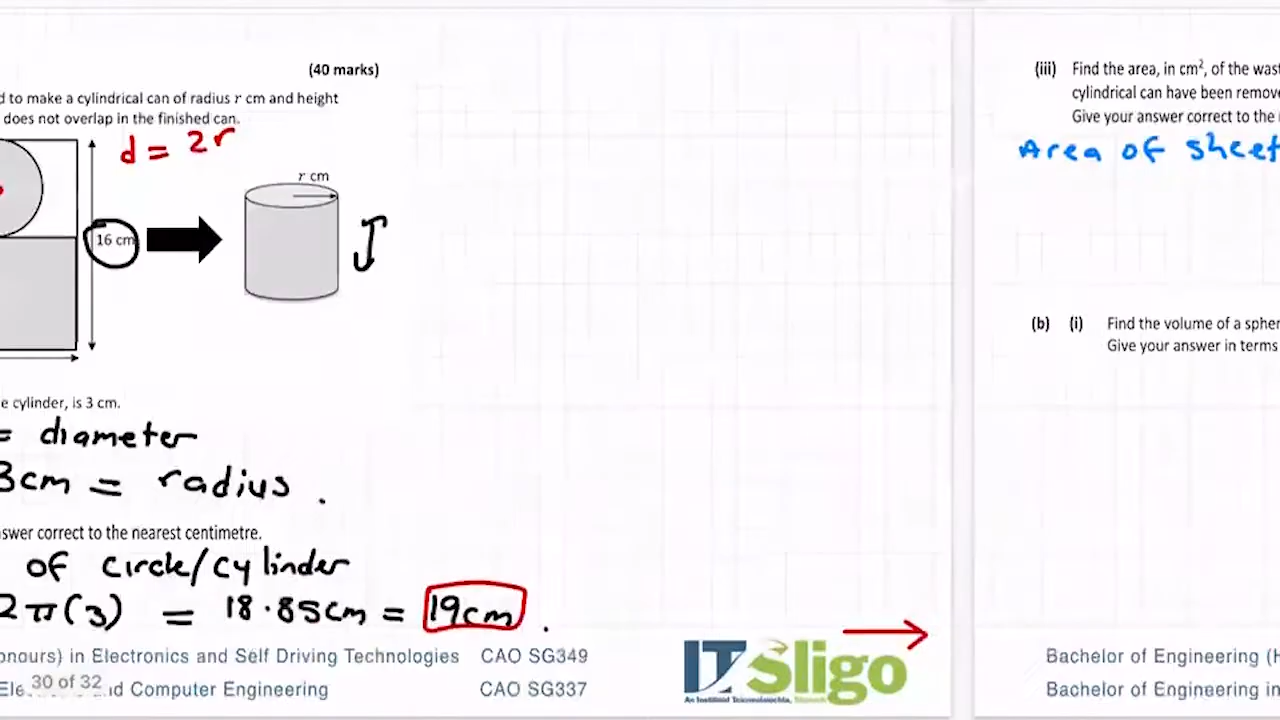 (40 marks)
d to make a cylindrical can of radius r cm and height
does not overlap in the finished can.
d = 2r
r cm
16 cm
e cylinder, is 3 cm.
= diameter
3cm = radius.
nswer correct to the nearest centimetre.
of circle/cylinder
2π(3) = 18.85cm = 19cm.
onours) in Electronics and Self Driving Technologies CAO SG349
30 of 32
nd Computer Engineering CAO SG337
IT Sligo
An Institiúid Teicneolaíochta, Sligeach
(iii) Find the area, in cm², of the wast
cylindrical can have been remove
Give your answer correct to the
Area of sheet
(b) (i) Find the volume of a spher
Give your answer in terms
Bachelor of Engineering (H
Bachelor of Engineering in